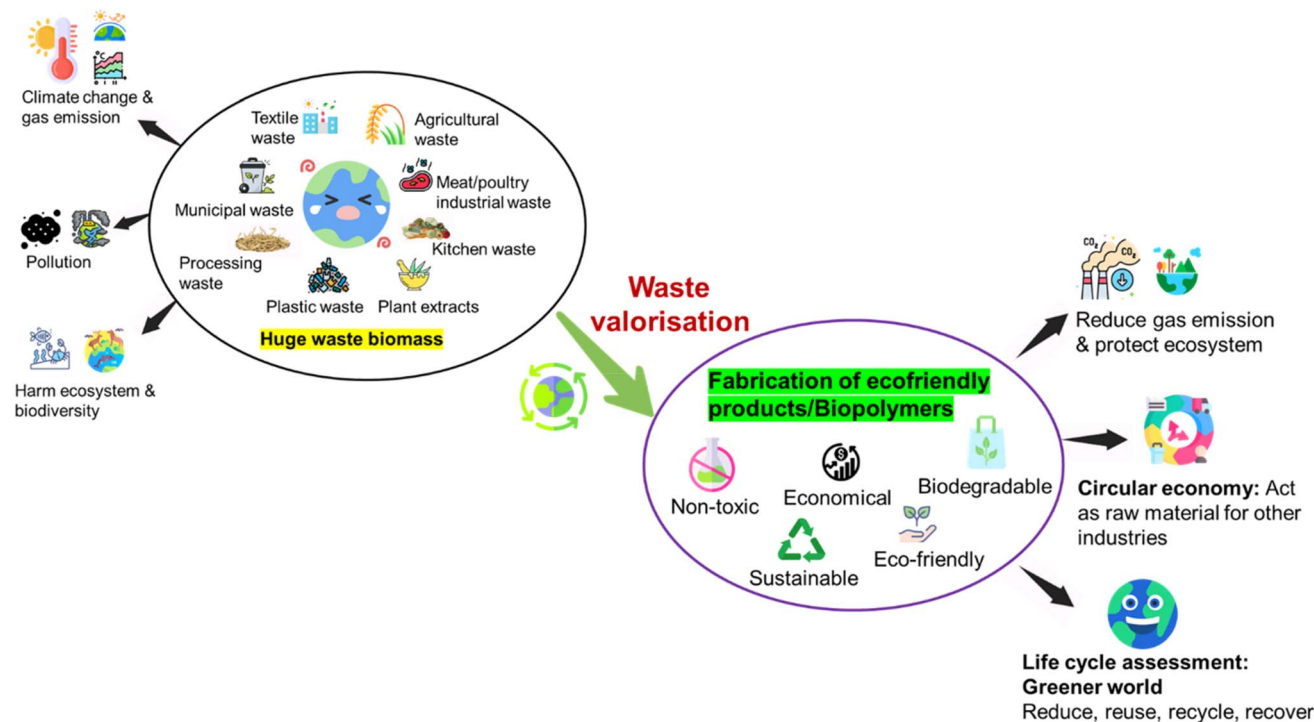 Climate change &
gas emission
Pollution
Harm ecosystem &
biodiversity
Textile
waste
Agricultural
waste
Municipal waste
Meat/poultry
industrial waste
Processing
waste
Kitchen waste
Plastic waste
Plant extracts
Huge waste biomass
Waste
valorisation
Fabrication of ecofriendly
products/Biopolymers
Non-toxic
Economical
Biodegradable
Sustainable
Eco-friendly
CO₂
CO₂
Reduce gas emission
& protect ecosystem
Circular economy: Act
as raw material for other
industries
Life cycle assessment:
Greener world
Reduce, reuse, recycle, recover